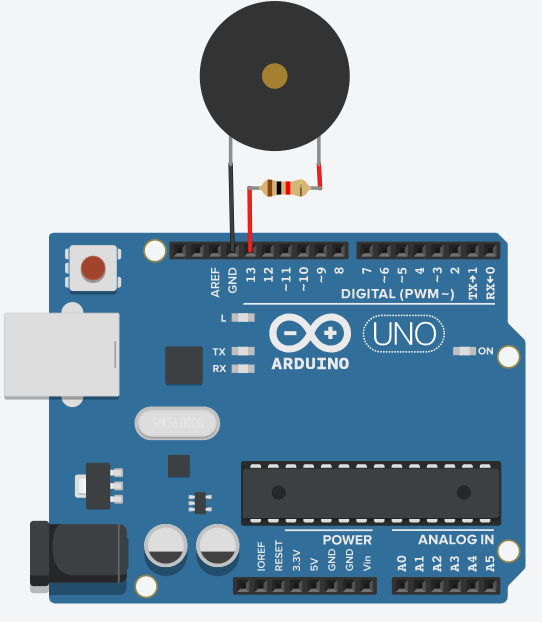 AREF
GND
13
12
~11
~10
~9
8
7
~6
~5
4
~3
2
TX→1
RX←0
DIGITAL (PWM~)
L
TX
RX
ARDUINO
UNO
ON
SPK16.000G
IOREF
RESET
3.3V
5V
GND
GND
Vin
POWER
ANALOG IN
A0
A1
A2
A3
A4
A5